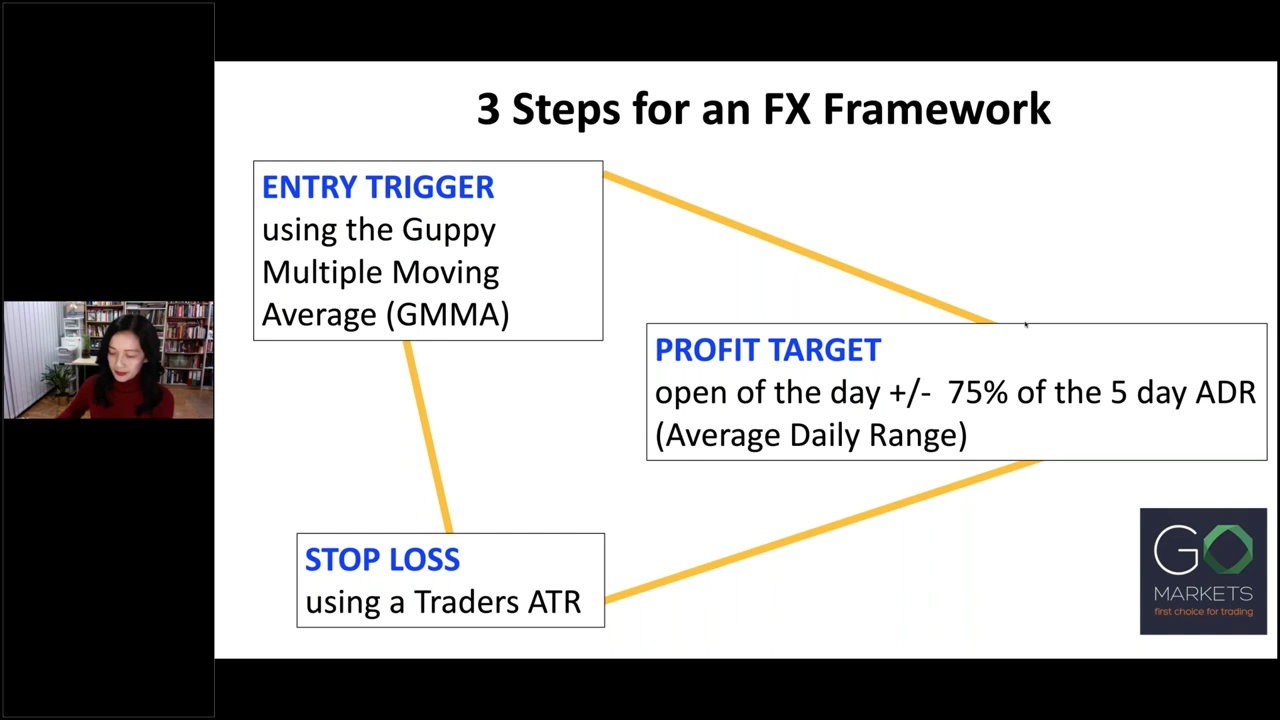 3 Steps for an FX Framework
ENTRY TRIGGER
using the Guppy
Multiple Moving
Average (GMMA)
PROFIT TARGET
open of the day +/- 75% of the 5 day ADR
(Average Daily Range)
STOP LOSS
using a Traders ATR
GO
MARKETS
first choice for trading